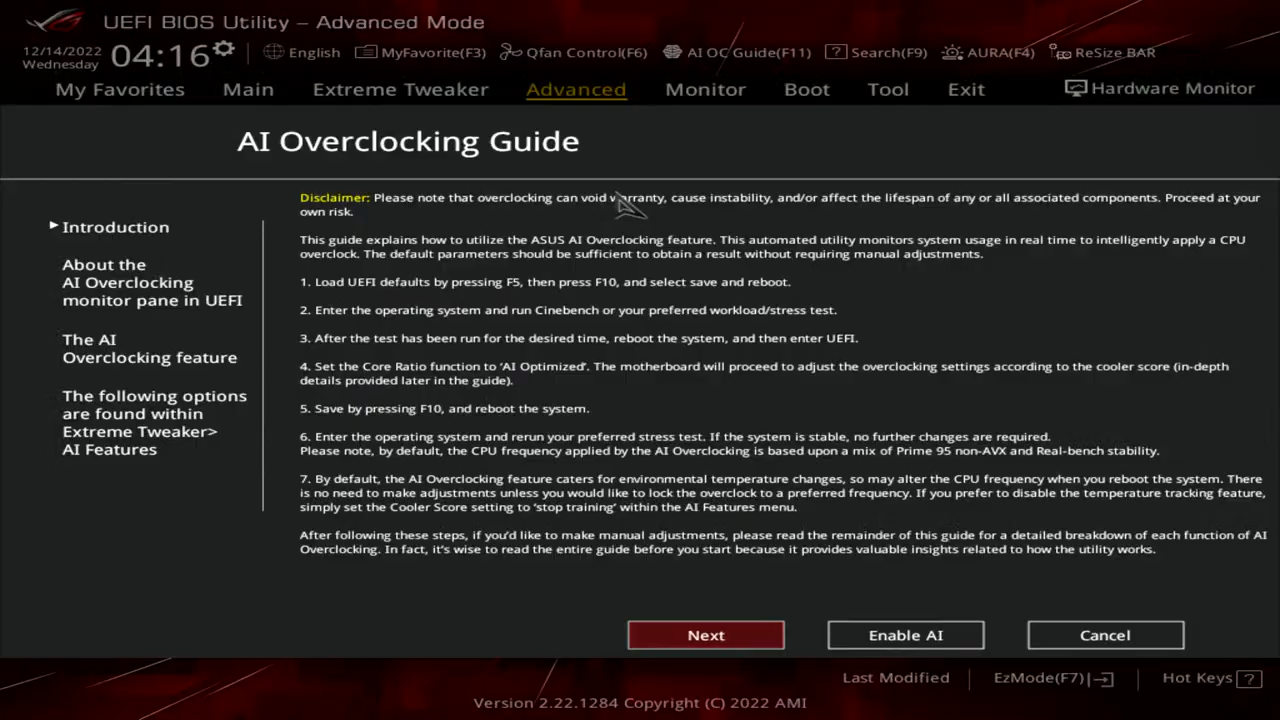 UEFI BIOS Utility – Advanced Mode
12/14/2022
Wednesday
04:16
English
MyFavorite(F3)
Qfan Control(F6)
AI OC Guide(F11)
Search(F9)
AURA(F4)
ReSize BAR
My Favorites
Main
Extreme Tweaker
Advanced
Monitor
Boot
Tool
Exit
Hardware Monitor
AI Overclocking Guide
Introduction
About the
AI Overclocking
monitor pane in UEFI
The AI
Overclocking feature
The following options
are found within
Extreme Tweaker>
AI Features
Disclaimer: Please note that overclocking can void warranty, cause instability, and/or affect the lifespan of any or all associated components. Proceed at your
own risk.
This guide explains how to utilize the ASUS AI Overclocking feature. This automated utility monitors system usage in real time to intelligently apply a CPU
overclock. The default parameters should be sufficient to obtain a result without requiring manual adjustments.
1. Load UEFI defaults by pressing F5, then press F10, and select save and reboot.
2. Enter the operating system and run Cinebench or your preferred workload/stress test.
3. After the test has been run for the desired time, reboot the system, and then enter UEFI.
4. Set the Core Ratio function to ‘AI Optimized’. The motherboard will proceed to adjust the overclocking settings according to the cooler score (in-depth
details provided later in the guide).
5. Save by pressing F10, and reboot the system.
6. Enter the operating system and rerun your preferred stress test. If the system is stable, no further changes are required.
Please note, by default, the CPU frequency applied by the AI Overclocking is based upon a mix of Prime 95 non-AVX and Real-bench stability.
7. By default, the AI Overclocking feature caters for environmental temperature changes, so may alter the CPU frequency when you reboot the system. There
is no need to make adjustments unless you would like to lock the overclock to a preferred frequency. If you prefer to disable the temperature tracking feature,
simply set the Cooler Score setting to ‘stop training’ within the AI Features menu.
After following these steps, if you’d like to make manual adjustments, please read the remainder of this guide for a detailed breakdown of each function of AI
Overclocking. In fact, it’s wise to read the entire guide before you start because it provides valuable insights related to how the utility works.
Next
Enable AI
Cancel
Last Modified
EzMode(F7)
Hot Keys ?
Version 2.22.1284 Copyright (C) 2022 AMI